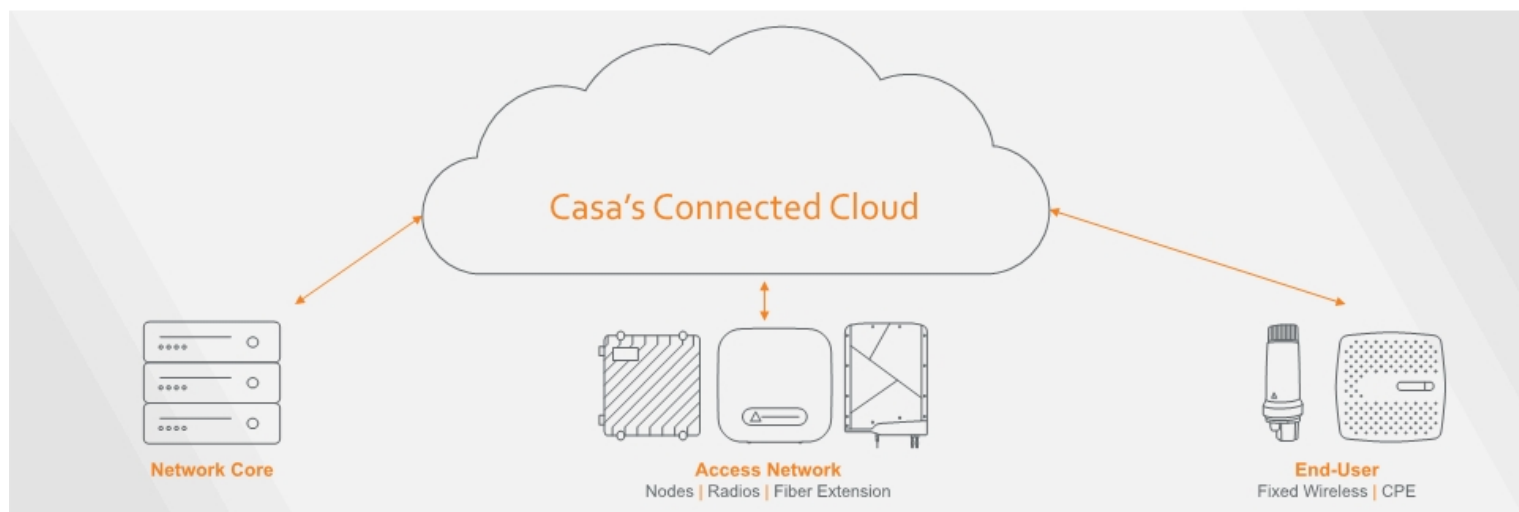 Casa's Connected Cloud
Network Core
Access Network
Nodes | Radios | Fiber Extension
End-User
Fixed Wireless | CPE